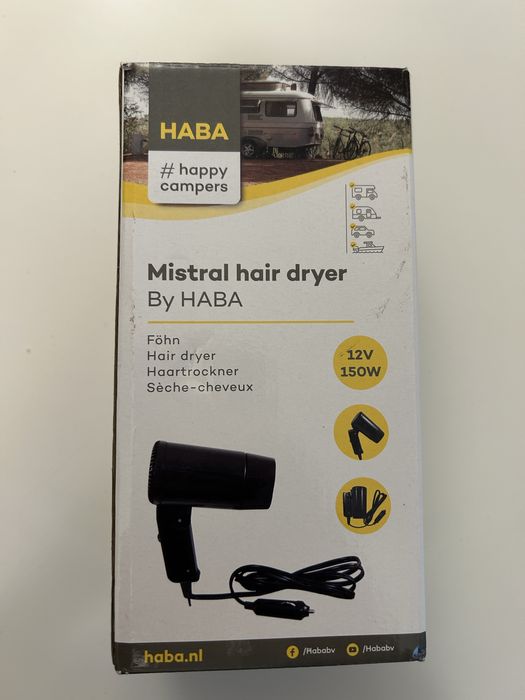 HABA
# happy
campers
Mistral hair dryer
By HABA
Föhn
Hair dryer
Haartrockner
Sèche-cheveux
12V
150W
haba.nl
/Hababv
/Hababv